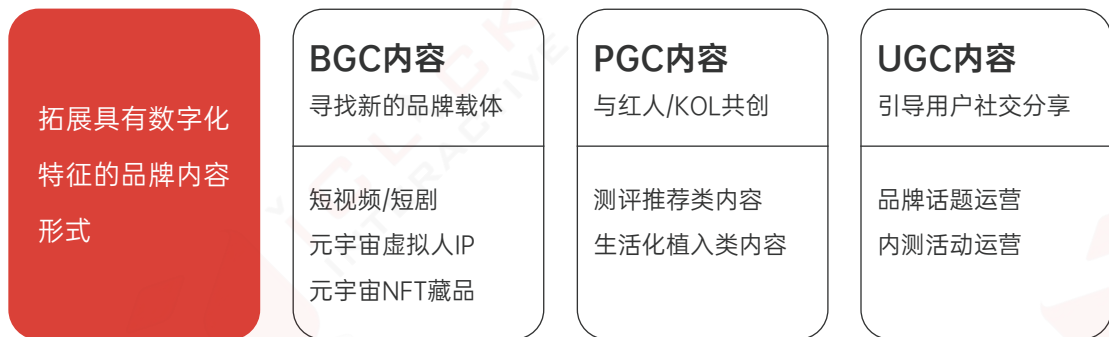 拓展具有数字化
特征的品牌内容
形式
BGC内容
寻找新的品牌载体
短视频/短剧
元宇宙虚拟人IP
元宇宙NFT藏品
PGC内容
与红人/KOL共创
测评推荐类内容
生活化植入类内容
UGC内容
引导用户社交分享
品牌话题运营
内测活动运营
INTERACTIVE